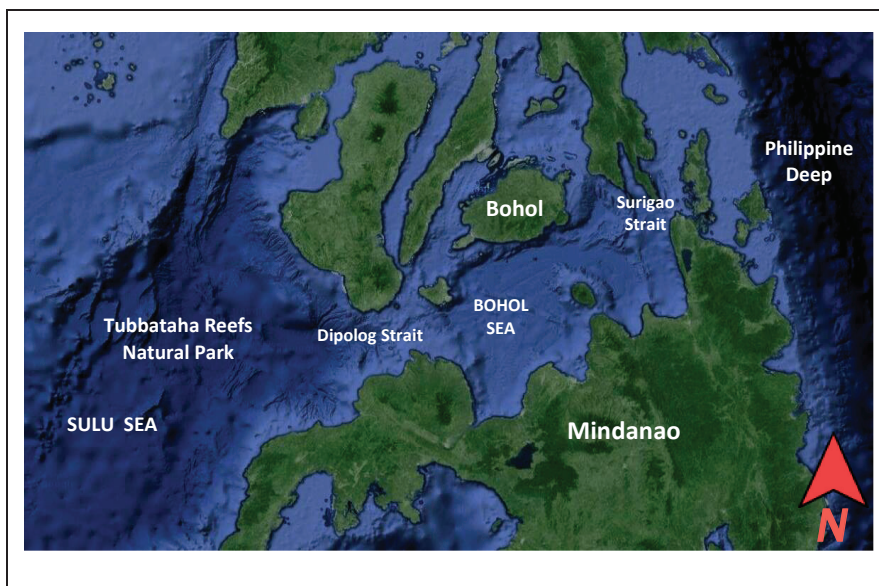 Philippine
Deep
Bohol
Surigao
Strait
BOHOL
SEA
Tubbataha Reefs
Natural Park
Dipolog Strait
SULU SEA
Mindanao
N